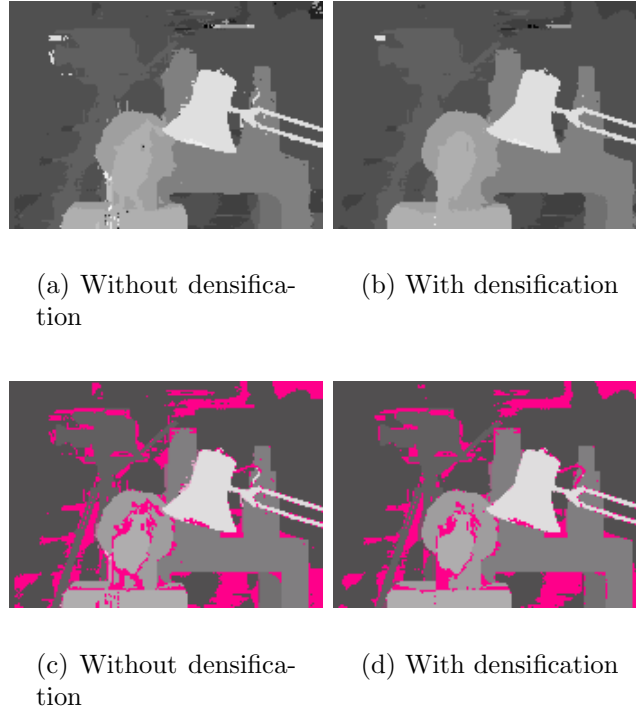 (a) Without densifica-
tion
(b) With densification
(c) Without densifica-
tion
(d) With densification